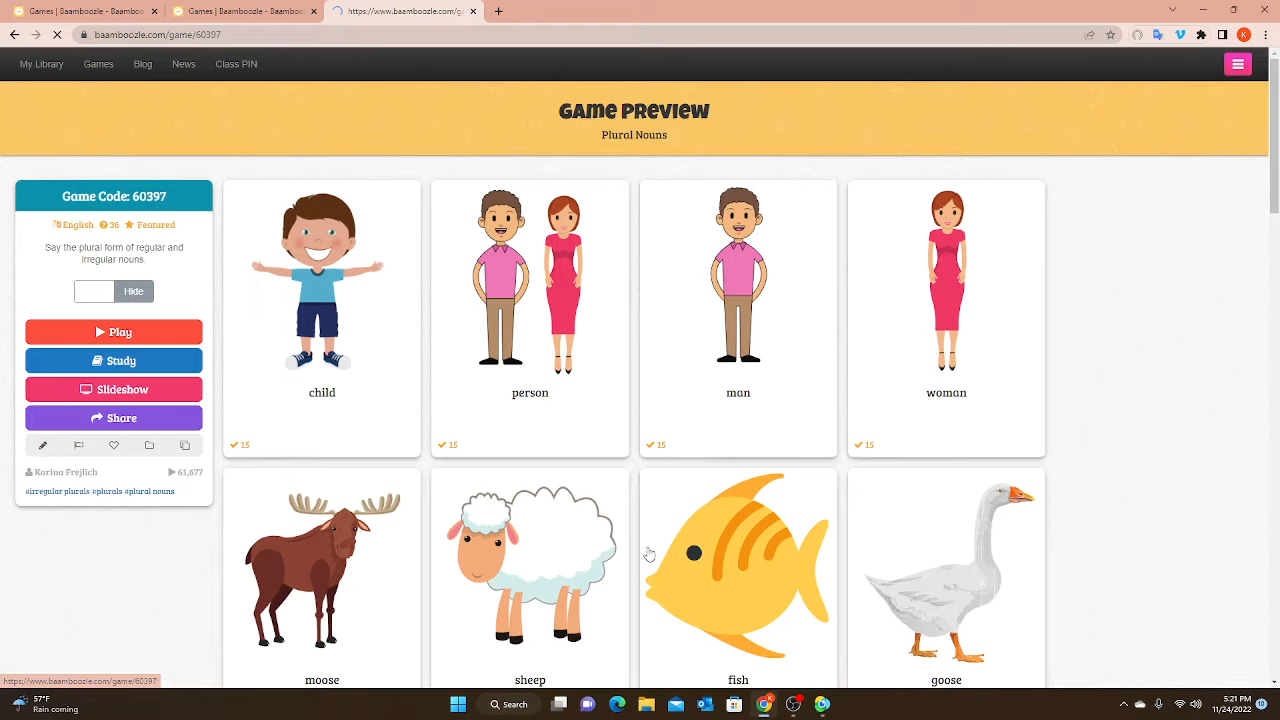 Games | Baamboozle - Baamboo
Games | Baamboozle - Baamboo
https://www.baamboozle.com/g
baamboozle.com/game/60397
K
My Library
Games
Blog
News
Class PIN
Game Preview
Plural Nouns
Game Code: 60397
English 36 Featured
Say the plural form of regular and
irregular nouns.
Hide
Play
Study
Slideshow
Share
Karina Frejlich 61,677
#irregular plurals #plurals #plural nouns
child
15
person
15
man
15
woman
15
moose
sheep
fish
goose
https://www.baamboozle.com/game/60397
57°F
Rain coming
Search
5:21 PM
11/24/2022